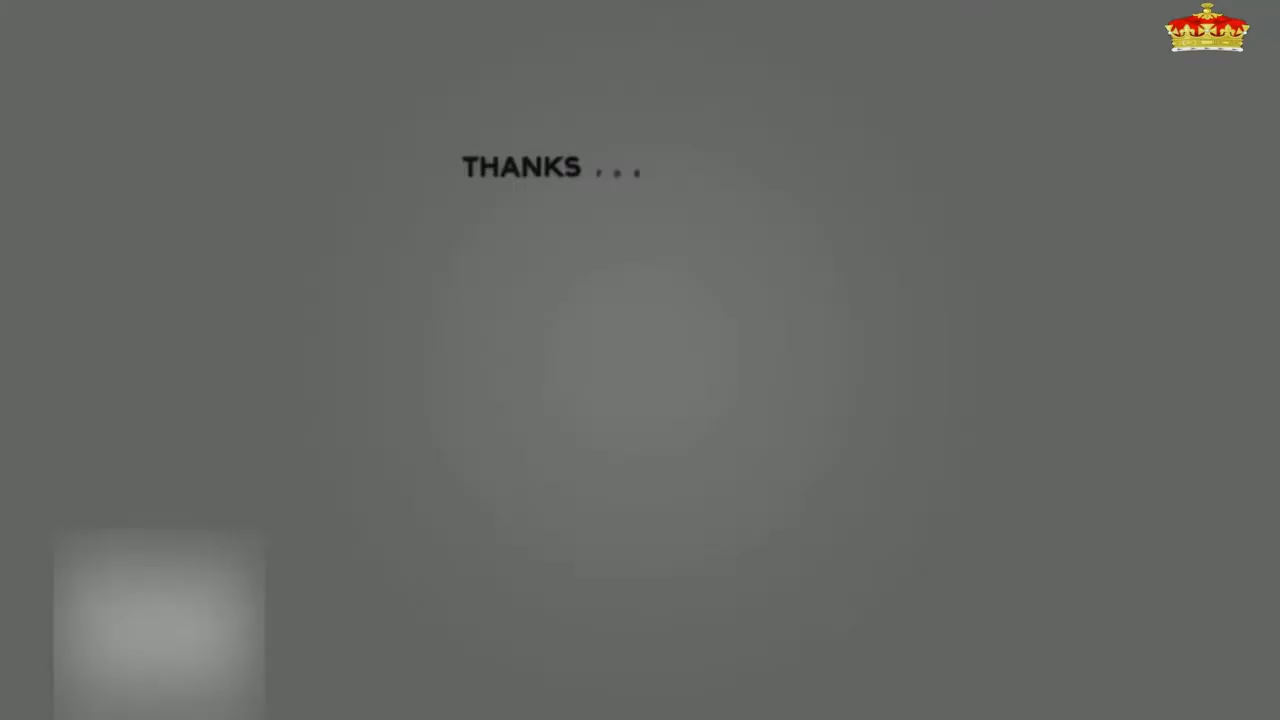 THANKS . . .